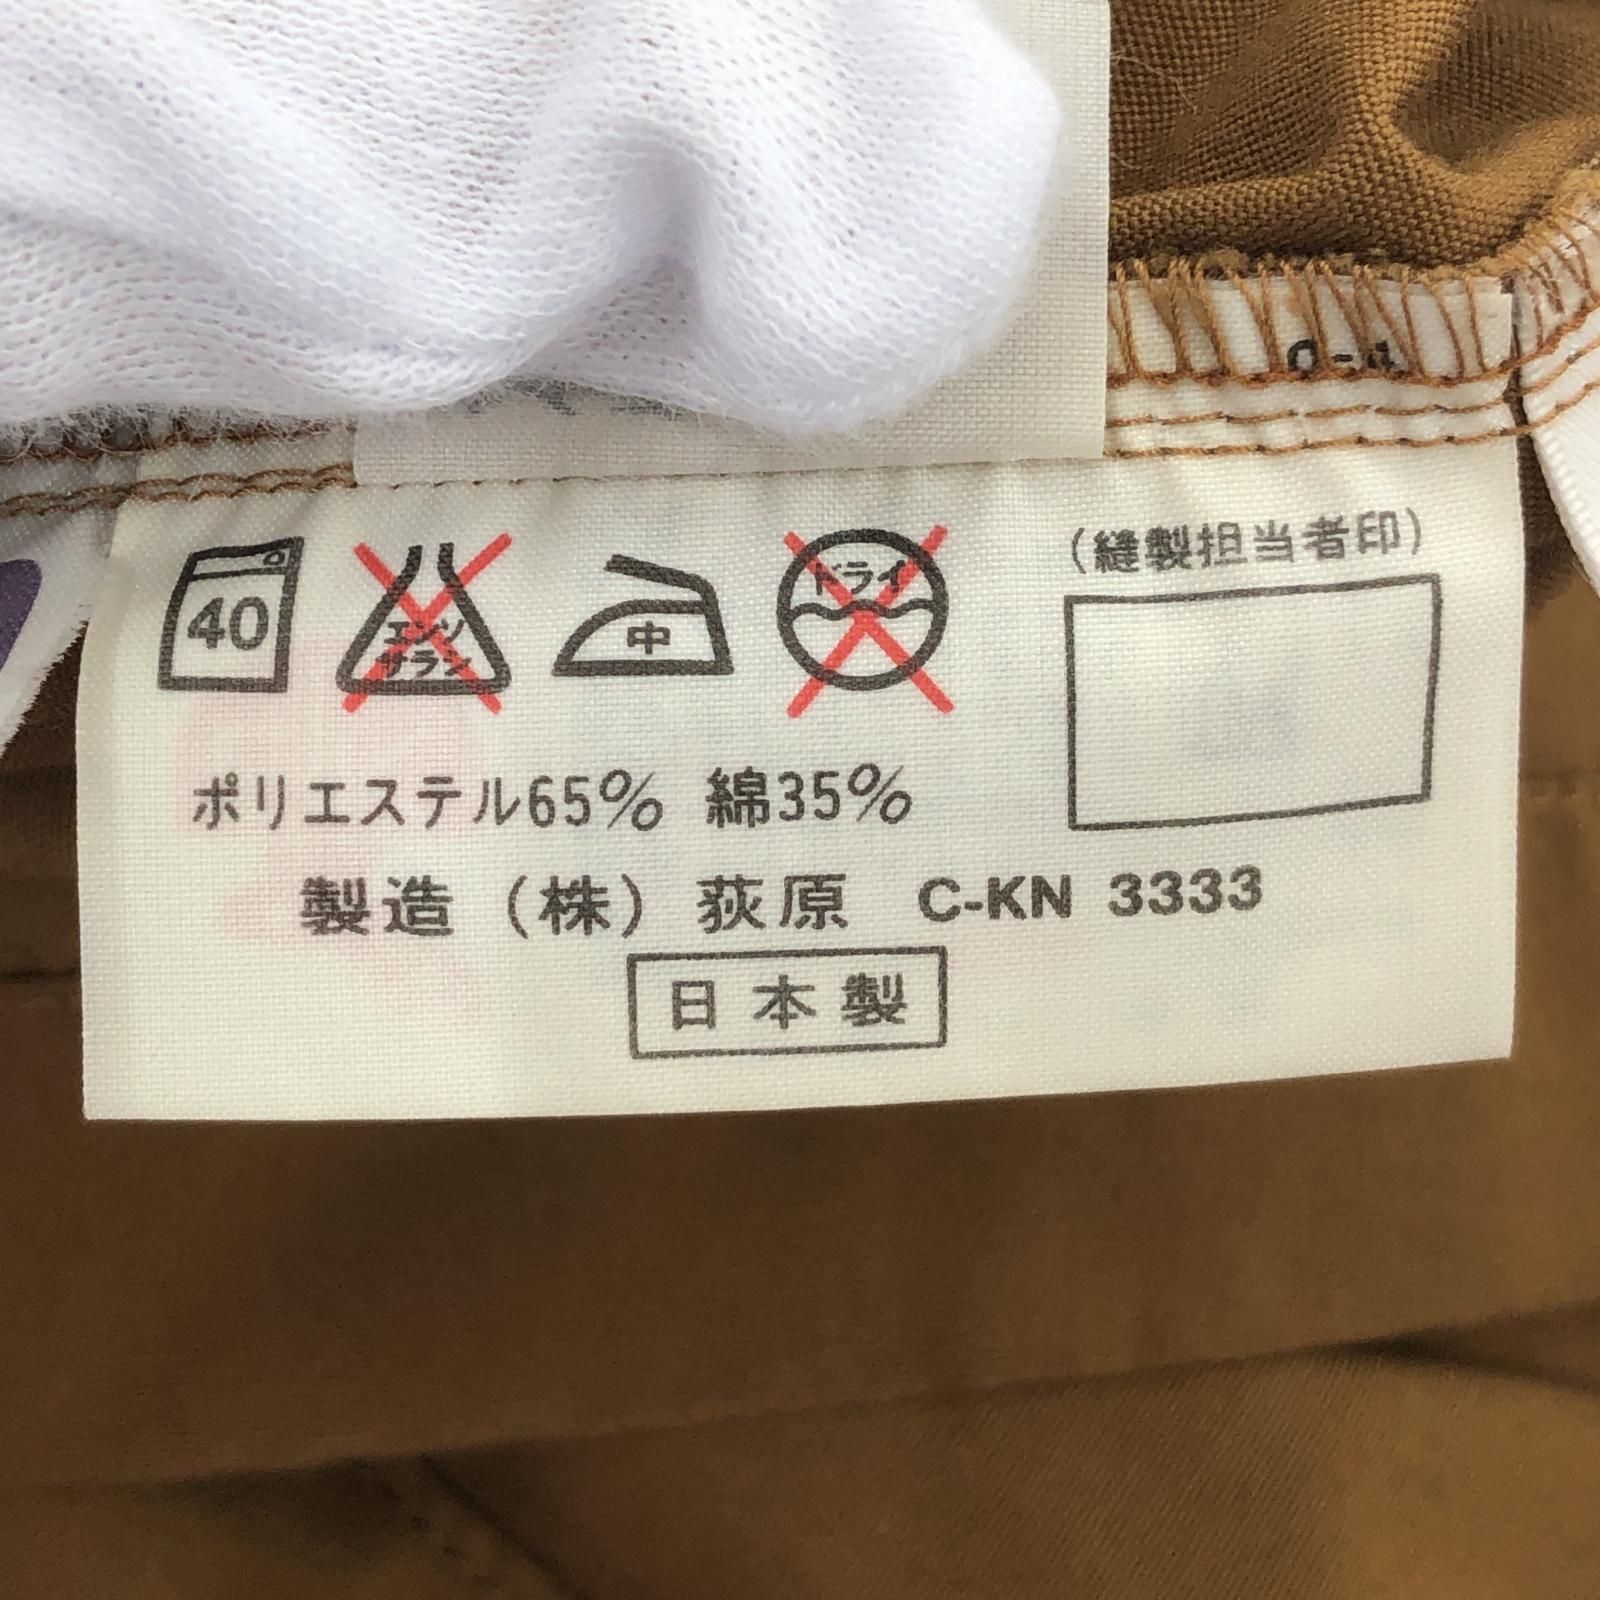 (縫製担当者印)
40
エンソ
サラシ
中
ドライ
ポリエステル65% 綿35%
製造 (株) 荻原 C-KN 3333
日本製